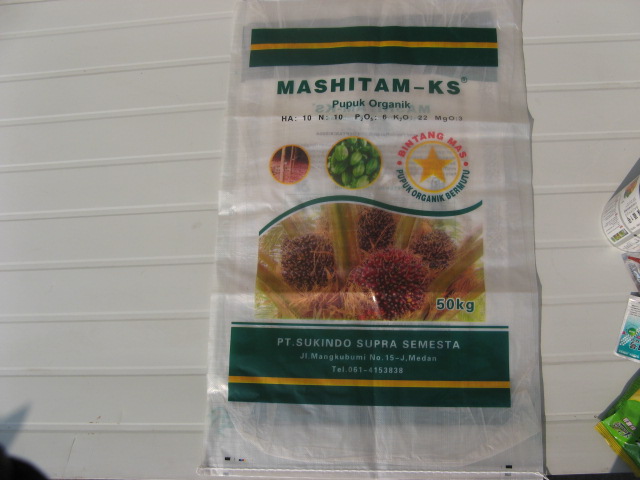 MASHITAM-KS®
Pupuk Organik
HA: 10 N: 10 P₂O₅: 6 K₂O: 22 MgO:3
BINTANG MAS
PUPUK ORGANIK BERMUTU
50kg
PT.SUKINDO SUPRA SEMESTA
Jl.Mangkubumi No.15-J,Medan
Tel.061-4153838